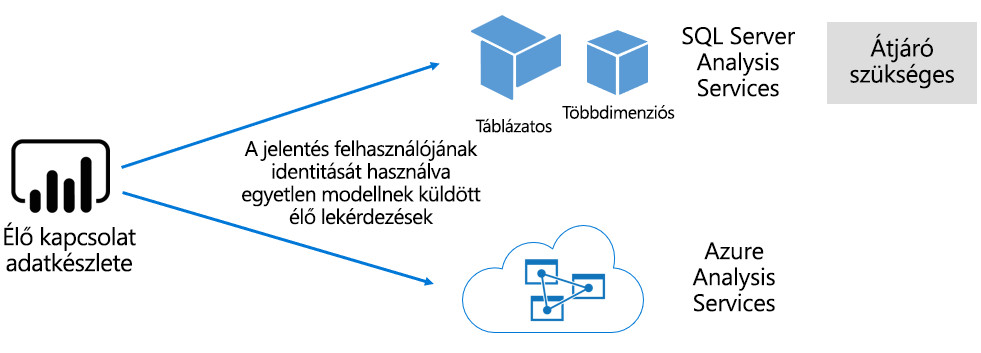 SQL Server
Analysis
Services
Átjáró
szükséges
Táblázatos
Többdimenziós
A jelentés felhasználójának
identitását használva
egyetlen modellnek küldött
élő lekérdezések
Élő kapcsolat
adatkészlete
Azure
Analysis
Services